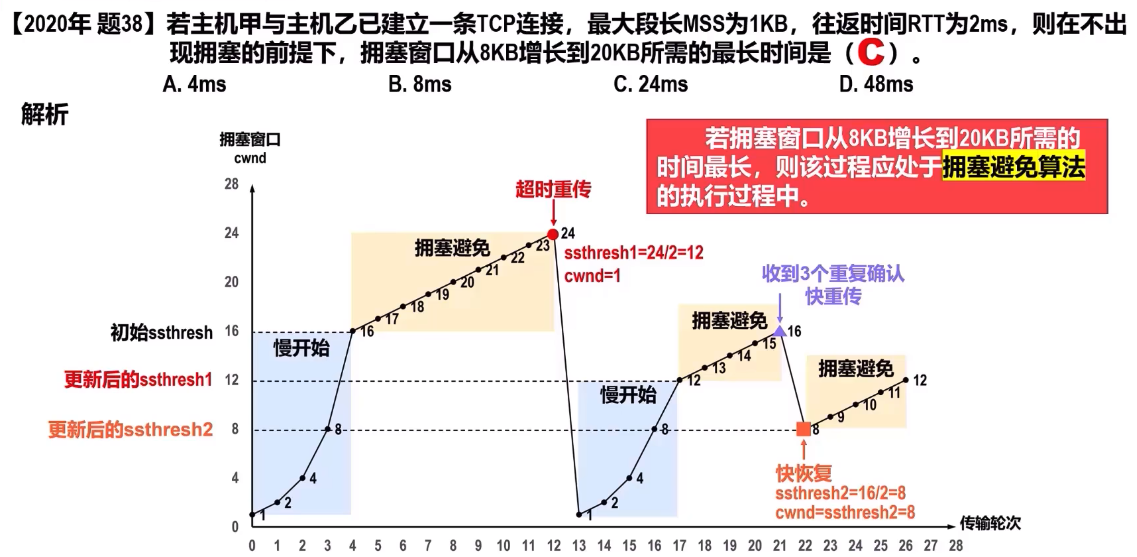 【2020年 题38】若主机甲与主机乙已建立一条TCP连接，最大段长MSS为1KB，往返时间RTT为2ms，则在不出
现拥塞的前提下，拥塞窗口从8KB增长到20KB所需的最长时间是（C）。
A. 4ms B. 8ms C. 24ms D. 48ms
解析
若拥塞窗口从8KB增长到20KB所需的
时间最长，则该过程应处于拥塞避免算法
的执行过程中。
拥塞窗口
cwnd
28
24
20
16
12
8
4
0
初始ssthresh
更新后的ssthresh1
更新后的ssthresh2
慢开始
1
2
4
8
16
拥塞避免
17
18
19
20
21
22
23
24
超时重传
ssthresh1=24/2=12
cwnd=1
慢开始
1
2
4
8
12
拥塞避免
13
14
15
16
收到3个重复确认
快重传
拥塞避免
8
9
10
11
12
快恢复
ssthresh2=16/2=8
cwnd=ssthresh2=8
0 1 2 3 4 5 6 7 8 9 10 11 12 13 14 15 16 17 18 19 20 21 22 23 24 25 26 27 28
传输轮次